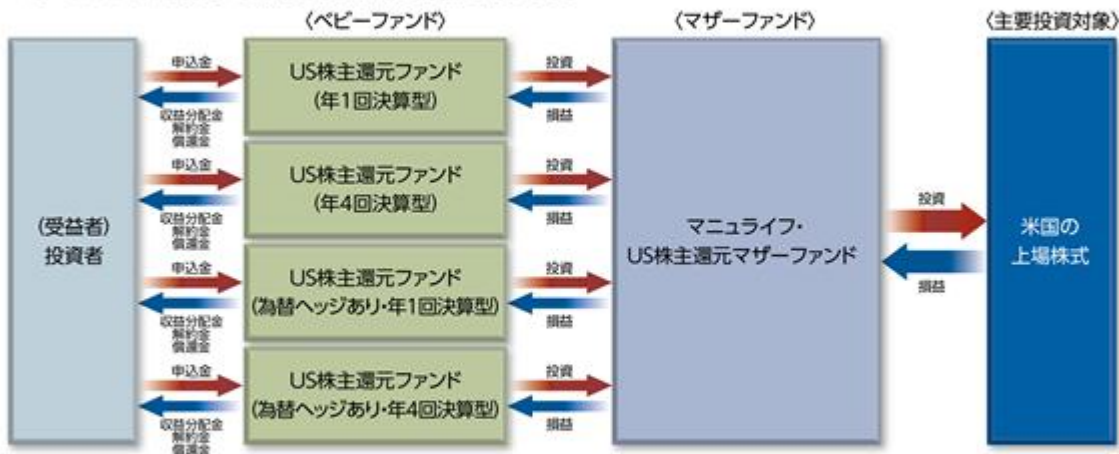 〈ベビーファンド〉
〈マザーファンド〉
〈主要投資対象〉
(受益者)
投資者
申込金
収益分配金
解約金
償還金
US株主還元ファンド
(年1回決算型)
投資
損益
申込金
収益分配金
解約金
償還金
US株主還元ファンド
(年4回決算型)
投資
損益
申込金
収益分配金
解約金
償還金
US株主還元ファンド
(為替ヘッジあり・年1回決算型)
投資
損益
申込金
収益分配金
解約金
償還金
US株主還元ファンド
(為替ヘッジあり・年4回決算型)
投資
損益
マニュライフ・
US株主還元マザーファンド
投資
損益
米国の
上場株式